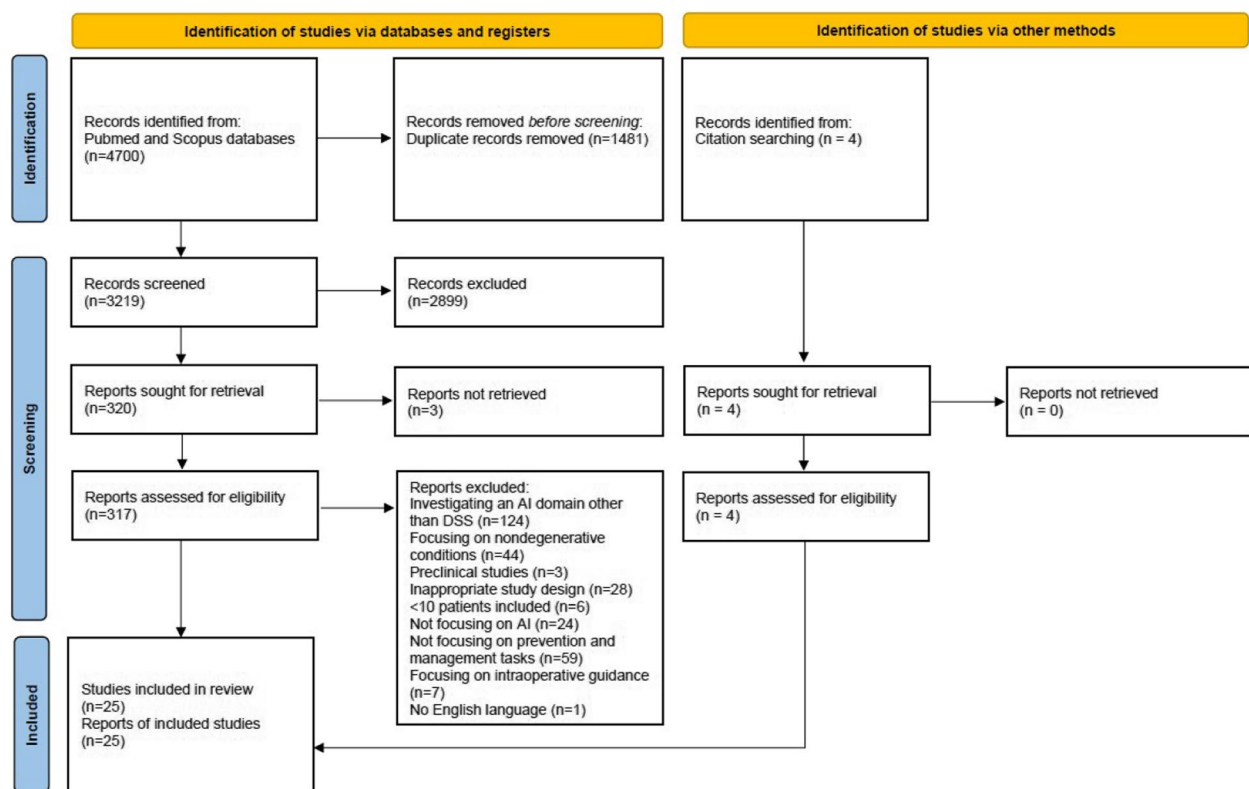 Identification of studies via databases and registers
Identification of studies via other methods
Identification
Records identified from:
Pubmed and Scopus databases
(n=4700)
Records removed before screening:
Duplicate records removed (n=1481)
Records identified from:
Citation searching (n = 4)
Screening
Records screened
(n=3219)
Records excluded
(n=2899)
Reports sought for retrieval
(n=320)
Reports not retrieved
(n=3)
Reports sought for retrieval
(n = 4)
Reports not retrieved
(n = 0)
Reports assessed for eligibility
(n=317)
Reports excluded:
Investigating an AI domain other
than DSS (n=124)
Focusing on nondegenerative
conditions (n=44)
Preclinical studies (n=3)
Inappropriate study design (n=28)
<10 patients included (n=6)
Not focusing on AI (n=24)
Not focusing on prevention and
management tasks (n=59)
Focusing on intraoperative guidance
(n=7)
No English language (n=1)
Reports assessed for eligibility
(n = 4)
Included
Studies included in review
(n=25)
Reports of included studies
(n=25)